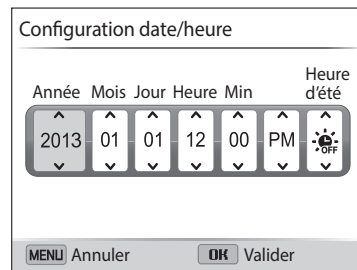 Configuration date/heure
Année Mois Jour Heure Min Heure d'été
2013 01 01 12 00 PM OFF
MENU Annuler OK Valider